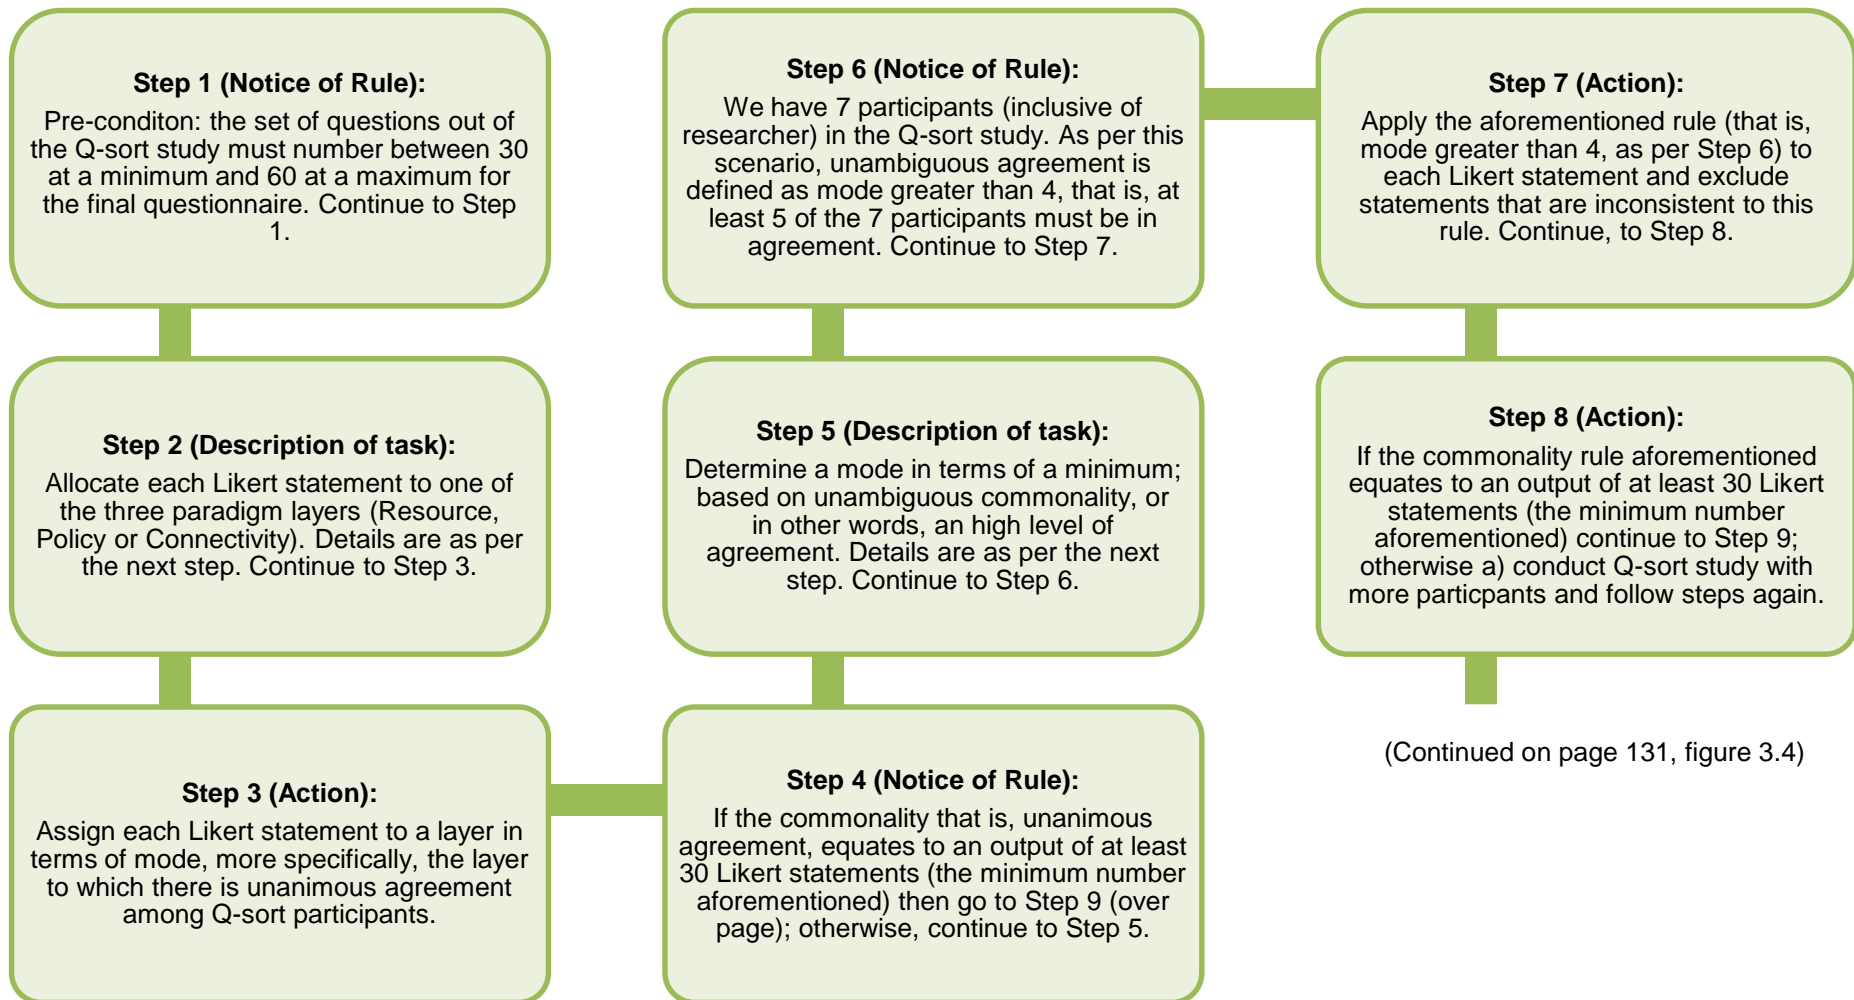 Step 1 (Notice of Rule):
Pre-conditon: the set of questions out of
the Q-sort study must number between 30
at a minimum and 60 at a maximum for
the final questionnaire. Continue to Step
1.
Step 2 (Description of task):
Allocate each Likert statement to one of
the three paradigm layers (Resource,
Policy or Connectivity). Details are as per
the next step. Continue to Step 3.
Step 3 (Action):
Assign each Likert statement to a layer in
terms of mode, more specifically, the layer
to which there is unanimous agreement
among Q-sort participants.
Step 4 (Notice of Rule):
If the commonality that is, unanimous
agreement, equates to an output of at least
30 Likert statements (the minimum number
aforementioned) then go to Step 9 (over
page); otherwise, continue to Step 5.
Step 5 (Description of task):
Determine a mode in terms of a minimum;
based on unambiguous commonality, or
in other words, an high level of
agreement. Details are as per the next
step. Continue to Step 6.
Step 6 (Notice of Rule):
We have 7 participants (inclusive of
researcher) in the Q-sort study. As per this
scenario, unambiguous agreement is
defined as mode greater than 4, that is, at
least 5 of the 7 participants must be in
agreement. Continue to Step 7.
Step 7 (Action):
Apply the aforementioned rule (that is,
mode greater than 4, as per Step 6) to
each Likert statement and exclude
statements that are inconsistent to this
rule. Continue, to Step 8.
Step 8 (Action):
If the commonality rule aforementioned
equates to an output of at least 30 Likert
statements (the minimum number
aforementioned) continue to Step 9;
otherwise a) conduct Q-sort study with
more particpants and follow steps again.
(Continued on page 131, figure 3.4)